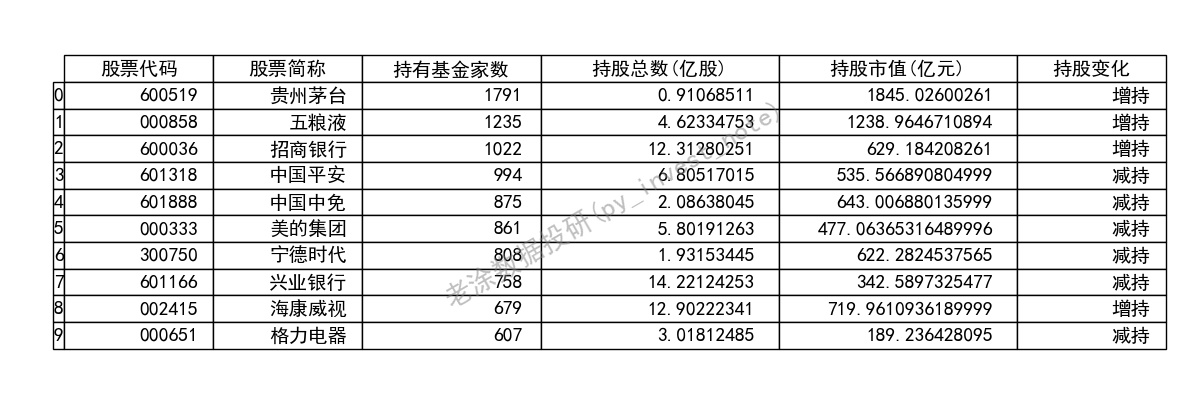 股票代码 股票简称 持有基金家数 持股总数(亿股) 持股市值(亿元) 持股变化
0 600519 贵州茅台 1791 0.91068511 1845.02600261 增持
1 000858 五粮液 1235 4.62334753 1238.9646710894 增持
2 600036 招商银行 1022 12.31280251 629.184208261 增持
3 601318 中国平安 994 6.80517015 535.566890804999 减持
4 601888 中国中免 875 2.08638045 643.006880135999 减持
5 000333 美的集团 861 5.80191263 477.06365316489996 减持
6 300750 宁德时代 808 1.93153445 622.2824537565 减持
7 601166 兴业银行 758 14.22124253 342.5897325477 减持
8 002415 海康威视 679 12.90222341 719.9610936189999 增持
9 000651 格力电器 607 3.01812485 189.236428095 减持
老涂数据投研(py_invest_note)